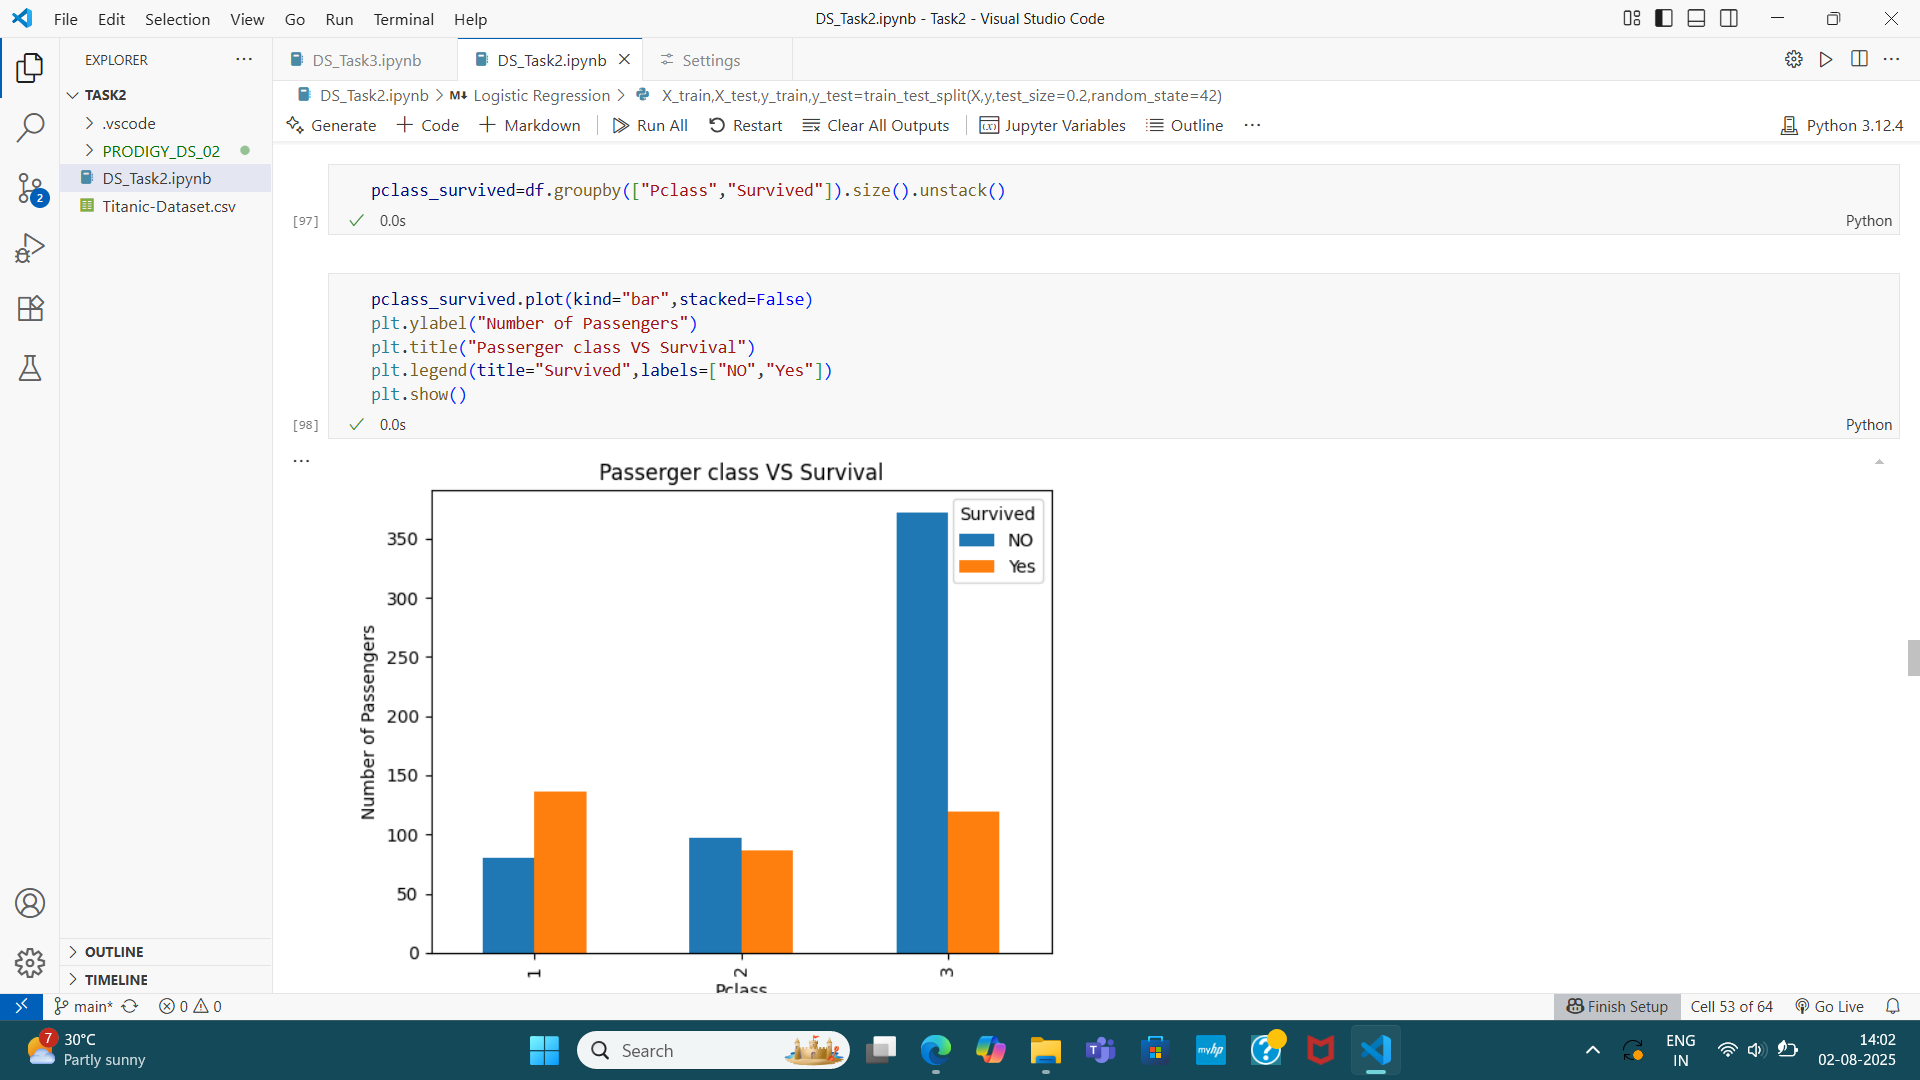 File Edit Selection View Go Run Terminal Help
DS_Task2.ipynb - Task2 - Visual Studio Code
EXPLORER
DS_Task3.ipynb
DS_Task2.ipynb
Settings
TASK2
.vscode
PRODIGY_DS_02
DS_Task2.ipynb
Titanic-Dataset.csv
2
DS_Task2.ipynb > M↓ Logistic Regression > X_train,X_test,y_train,y_test=train_test_split(X,y,test_size=0.2,random_state=42)
Generate + Code + Markdown Run All Restart Clear All Outputs Jupyter Variables Outline ...
Python 3.12.4
pclass_survived=df.groupby(["Pclass","Survived"]).size().unstack()
[97]
0.0s
Python
pclass_survived.plot(kind="bar",stacked=False)
plt.ylabel("Number of Passengers")
plt.title("Passerger class VS Survival")
plt.legend(title="Survived",labels=["NO","Yes"])
plt.show()
[98]
0.0s
Python
...
Passerger class VS Survival
Survived
NO
Yes
350
300
250
200
150
100
50
0
Number of Passengers
1
2
3
Pclass
OUTLINE
TIMELINE
main*
0
0
Finish Setup
Cell 53 of 64
Go Live
7
30°C
Partly sunny
Search
myhp
ENG
IN
14:02
02-08-2025